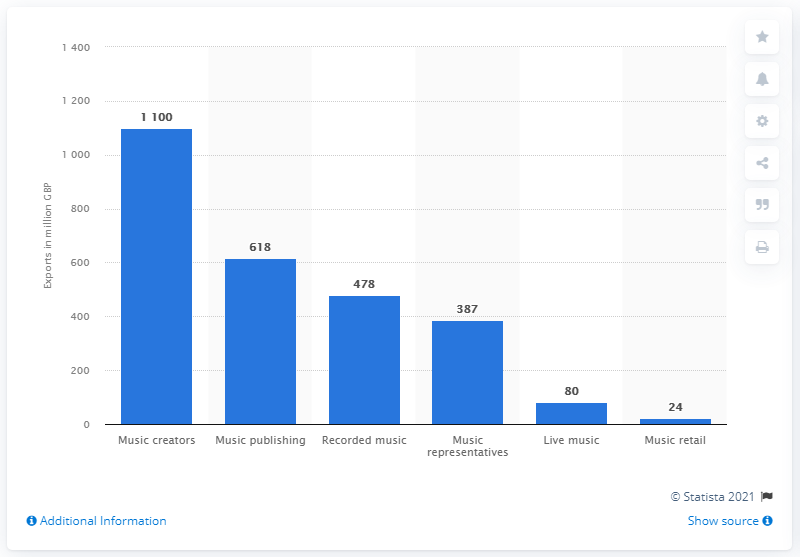 1 400
1 200
1 000
800
600
400
200
0
Exports in million GBP
1 100
618
478
387
80
24
Music creators
Music publishing
Recorded music
Music
representatives
Live music
Music retail
© Statista 2021
Additional Information
Show source